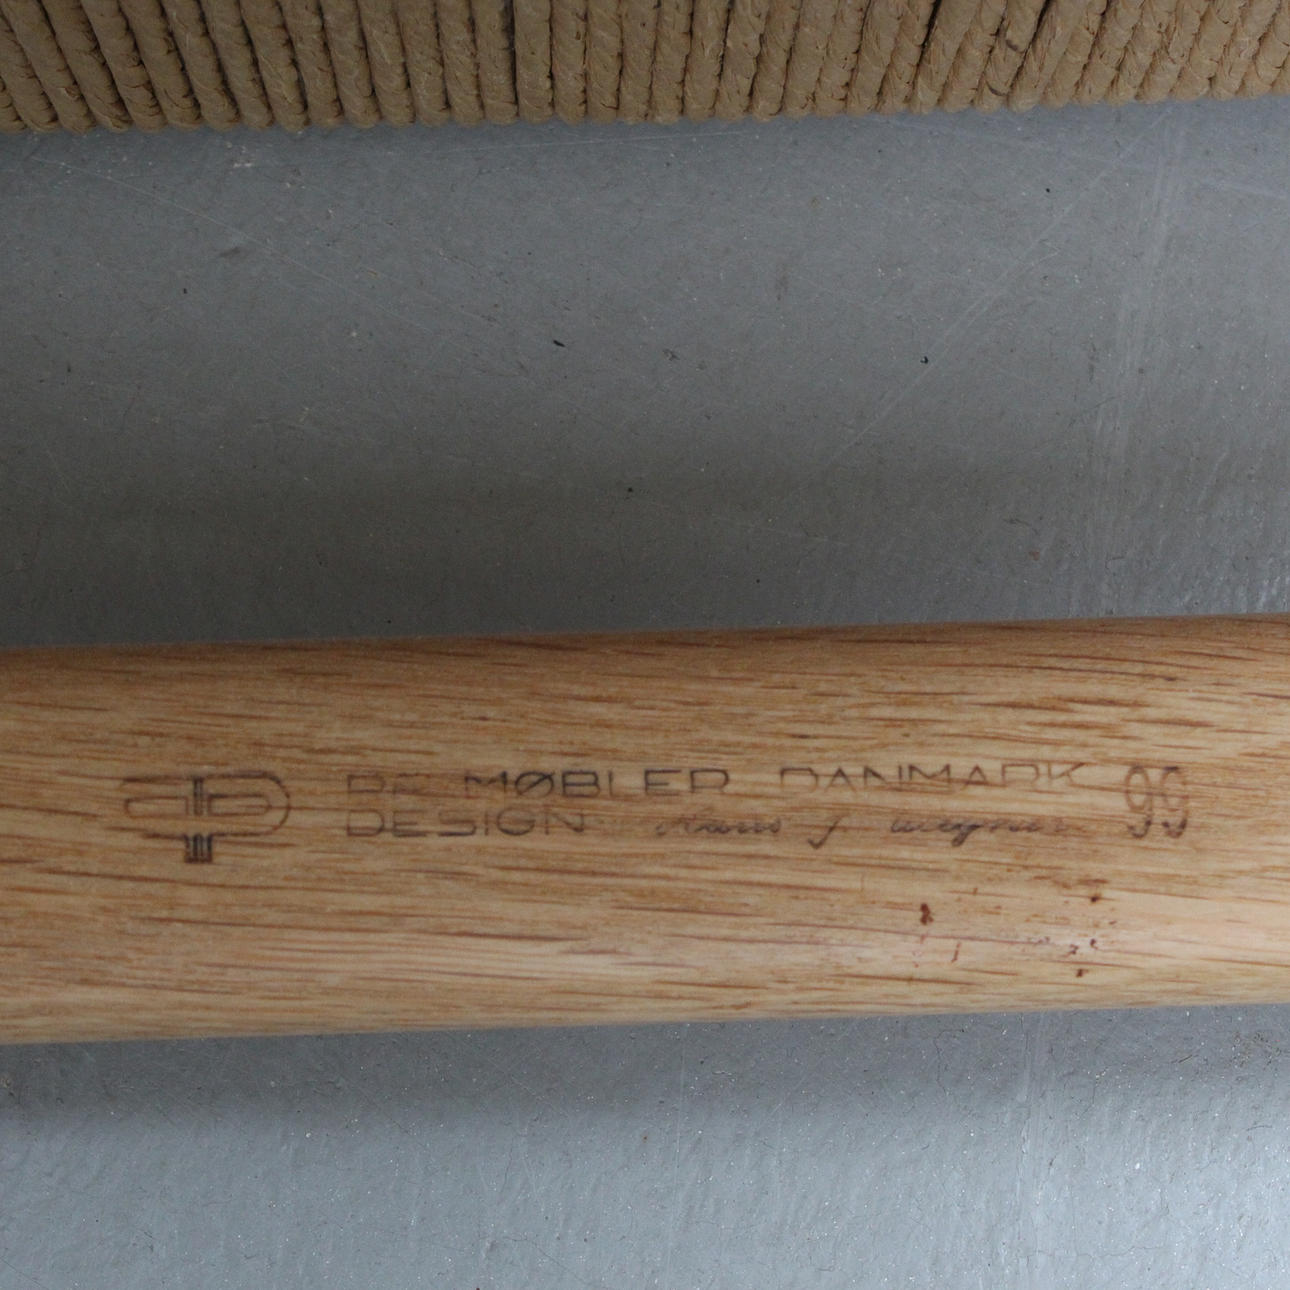 PP MØBLER DANMARK 99
DESIGN Hans J Wegner